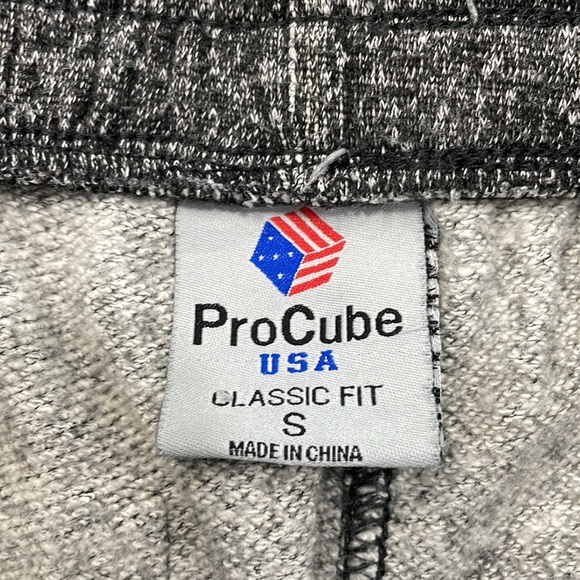 ProCube
USA
CLASSIC FIT
S
MADE IN CHINA